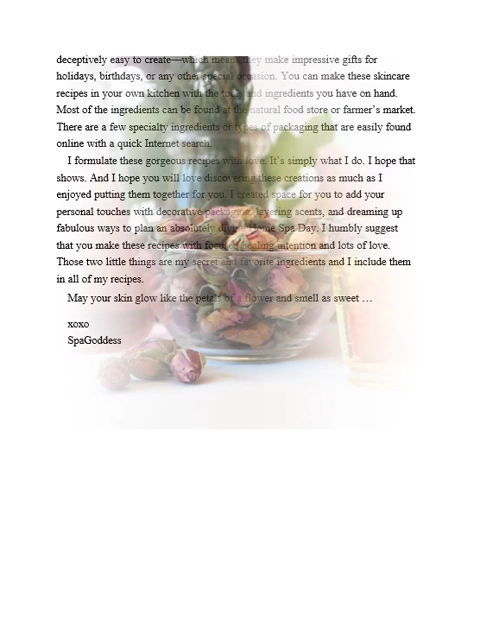 deceptively easy to create—which means they make impressive gifts for
holidays, birthdays, or any other special occasion. You can make these skincare
recipes in your own kitchen with the tools and ingredients you have on hand.
Most of the ingredients can be found at the natural food store or farmer’s market.
There are a few specialty ingredients or types of packaging that are easily found
online with a quick Internet search.
I formulate these gorgeous recipes with love. It’s simply what I do. I hope that
shows. And I hope you will love discovering these creations as much as I
enjoyed putting them together for you. I created space for you to add your
personal touches with decorative packaging, layering scents, and dreaming up
fabulous ways to plan an absolutely divine Home Spa Day. I humbly suggest
that you make these recipes with focused healing intention and lots of love.
Those two little things are my secret and favorite ingredients and I include them
in all of my recipes.
May your skin glow like the petals of a flower and smell as sweet …
xoxo
SpaGoddess